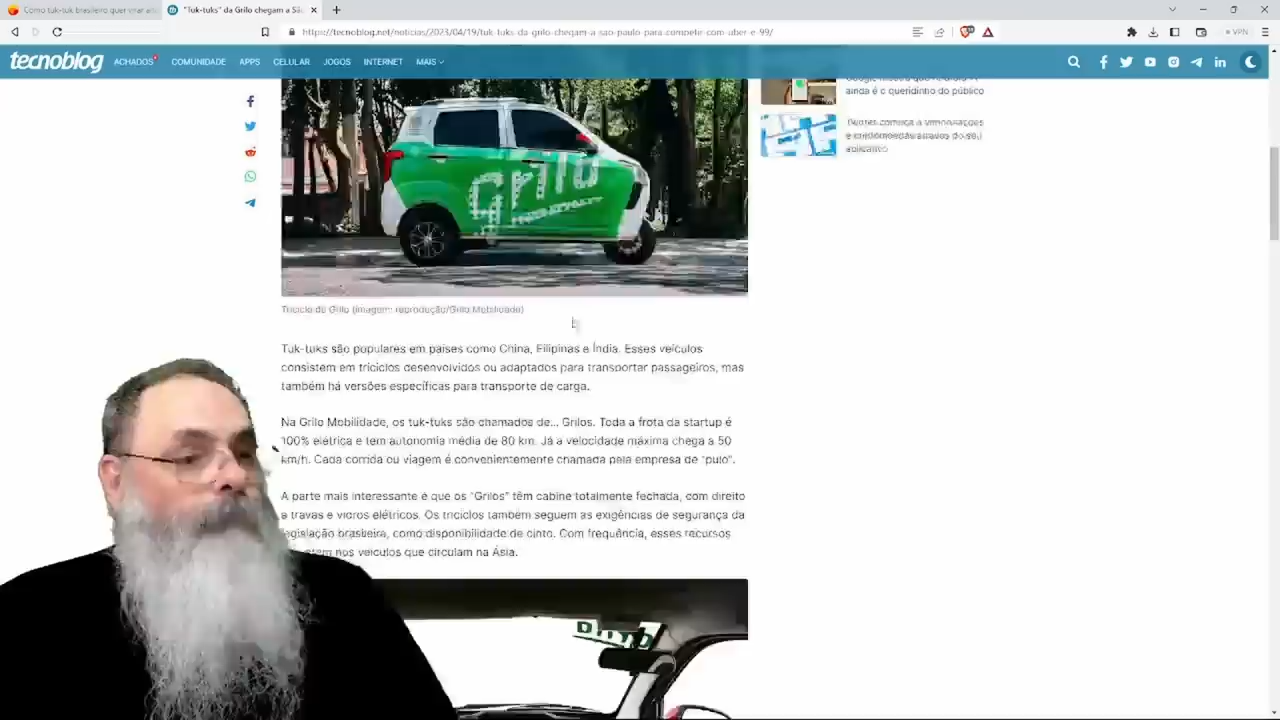 Como tuk-tuk brasileiro quer virar alt
"Tuk-tuks" da Grilo chegam a São
https://tecnoblog.net/noticias/2023/04/19/tuk-tuks-da-grilo-chegam-a-sao-paulo-para-competir-com-uber-e-99/
VPN
tecnoblog
ACHADOS
COMUNIDADE
APPS
CELULAR
JOGOS
INTERNET
MAIS
ainda é o queridinho do público
e
aplicativo
grilo
Triciclo da Grilo (imagem: reprodução/Grilo Mobilidade)
Tuk-tuks são populares em países como China, Filipinas e Índia. Esses veículos
consistem em triciclos desenvolvidos ou adaptados para transportar passageiros, mas
também há versões específicas para transporte de carga.
Na Grilo Mobilidade, os tuk-tuks são chamados de... Grilos. Toda a frota da startup é
100% elétrica e tem autonomia média de 80 km. Já a velocidade máxima chega a 50
km/h. Cada corrida ou viagem é convenientemente chamada pela empresa de "pulo".
A parte mais interessante é que os "Grilos" têm cabine totalmente fechada, com direito
a travas e vidros elétricos. Os triciclos também seguem as exigências de segurança da
legislação brasileira, como disponibilidade de cinto. Com frequência, esses recursos
nos veículos que circulam na Ásia.